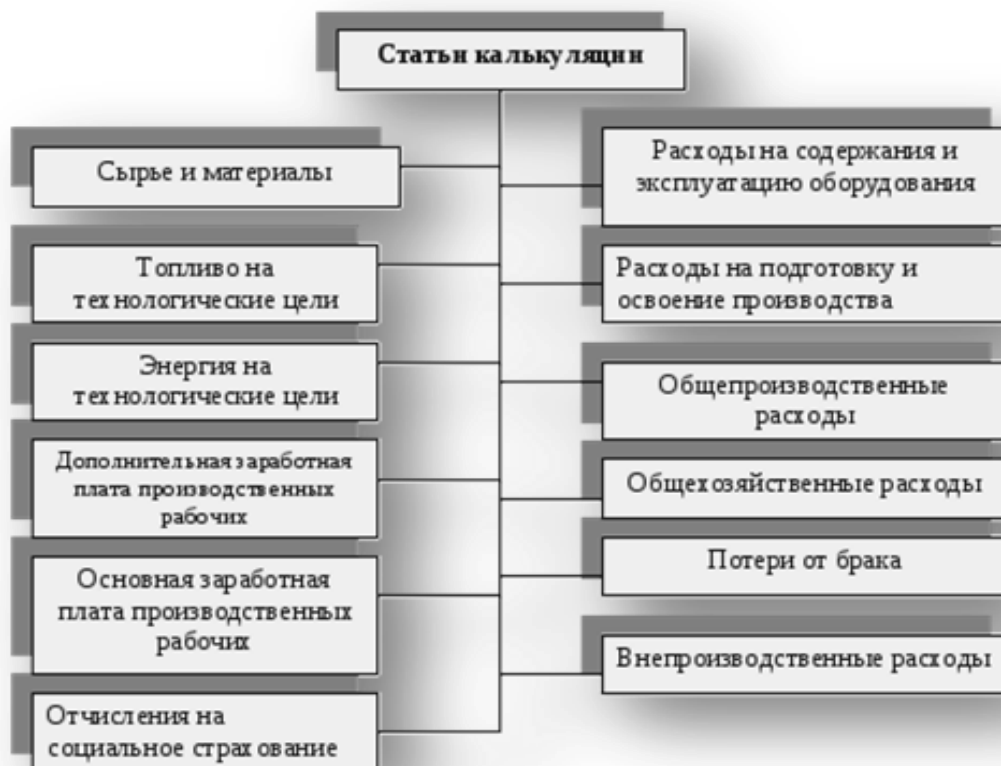 Статьи калькуляции
Сырье и материалы
Топливо на
технологические цели
Энергия на
технологические цели
Дополнительная заработная
плата производственных
рабочих
Основная заработная
плата производственных
рабочих
Отчисления на
социальное страхование
Расходы на содержания и
эксплуатацию оборудования
Расходы на подготовку и
освоение производства
Общепроизводственные
расходы
Общехозяйственные расходы
Потери от брака
Внепроизводственные расходы